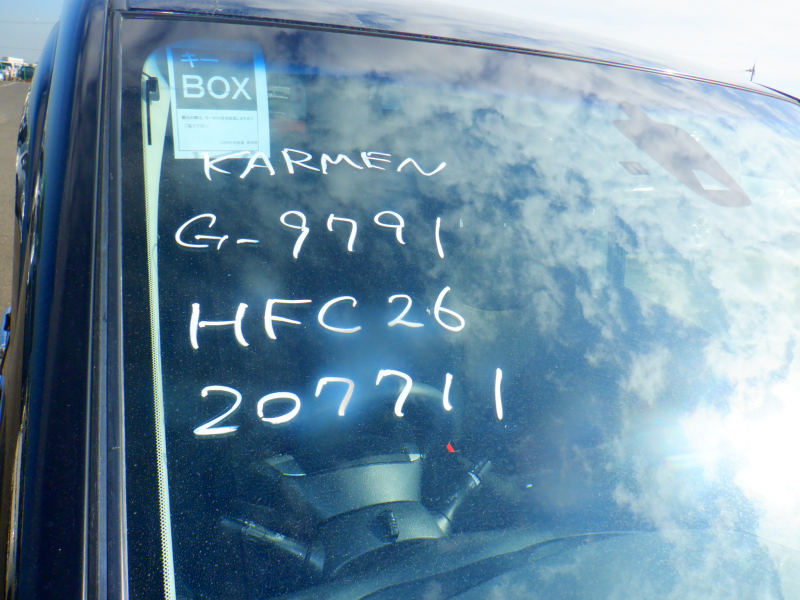 キー
BOX
KARMEN
G-9791
HFC26
207711